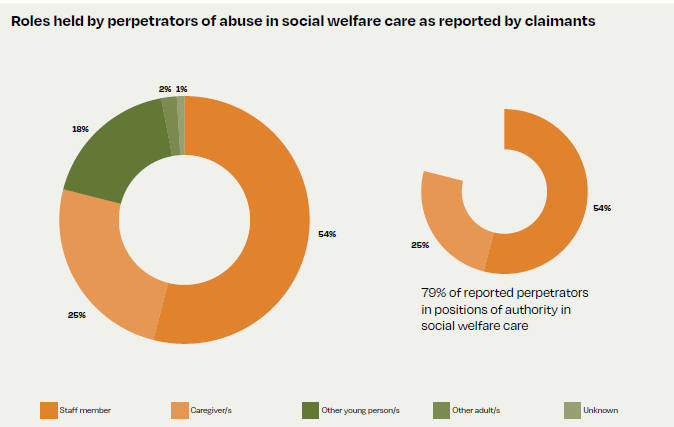 Roles held by perpetrators of abuse in social welfare care as reported by claimants
2% 1%
18%
54%
25%
54%
25%
79% of reported perpetrators
in positions of authority in
social welfare care
Staff member
Caregiver/s
Other young person/s
Other adult/s
Unknown